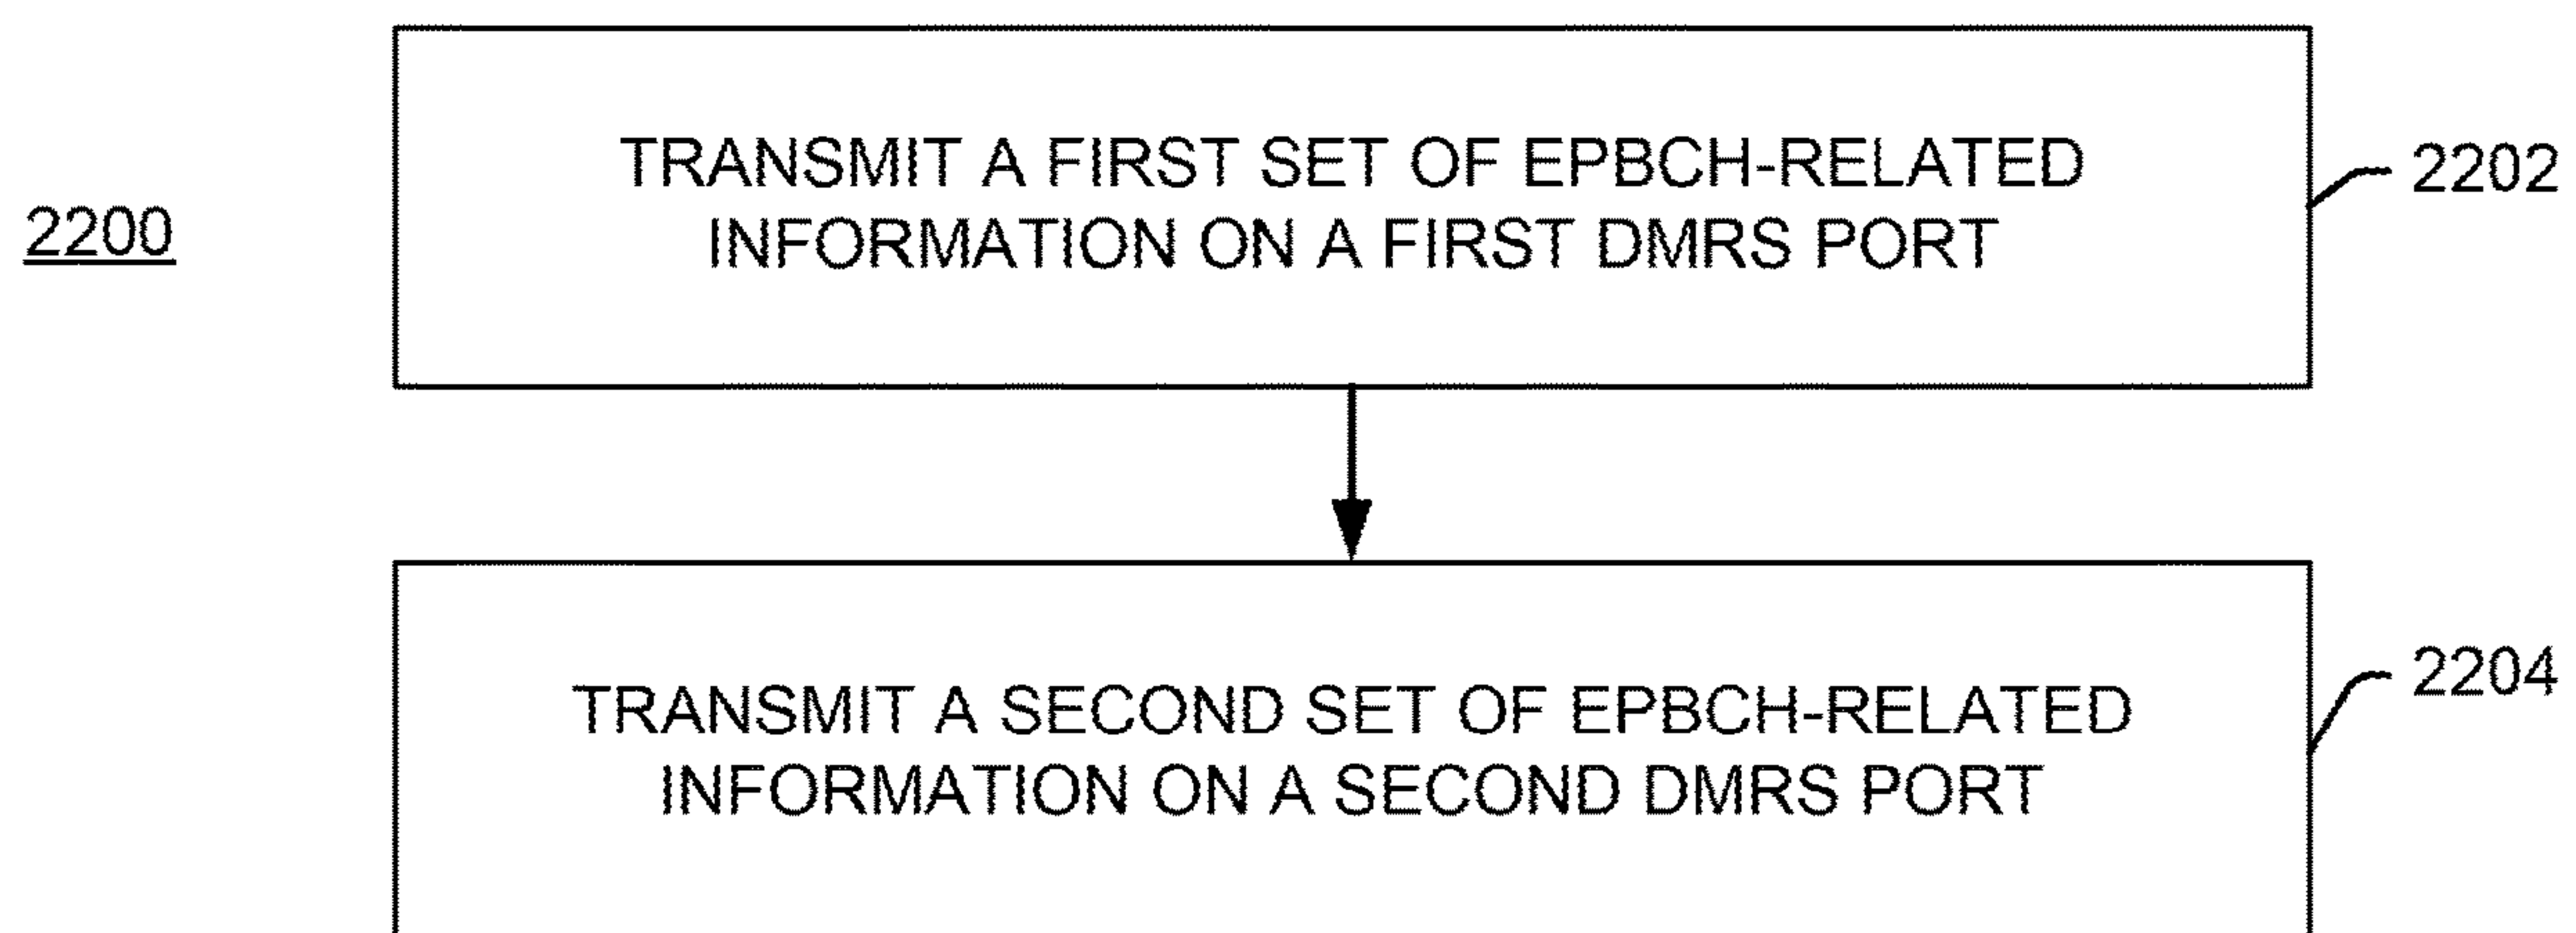 2200
TRANSMIT A FIRST SET OF EPBCH-RELATED
INFORMATION ON A FIRST DMRS PORT
2202
TRANSMIT A SECOND SET OF EPBCH-RELATED
INFORMATION ON A SECOND DMRS PORT
2204